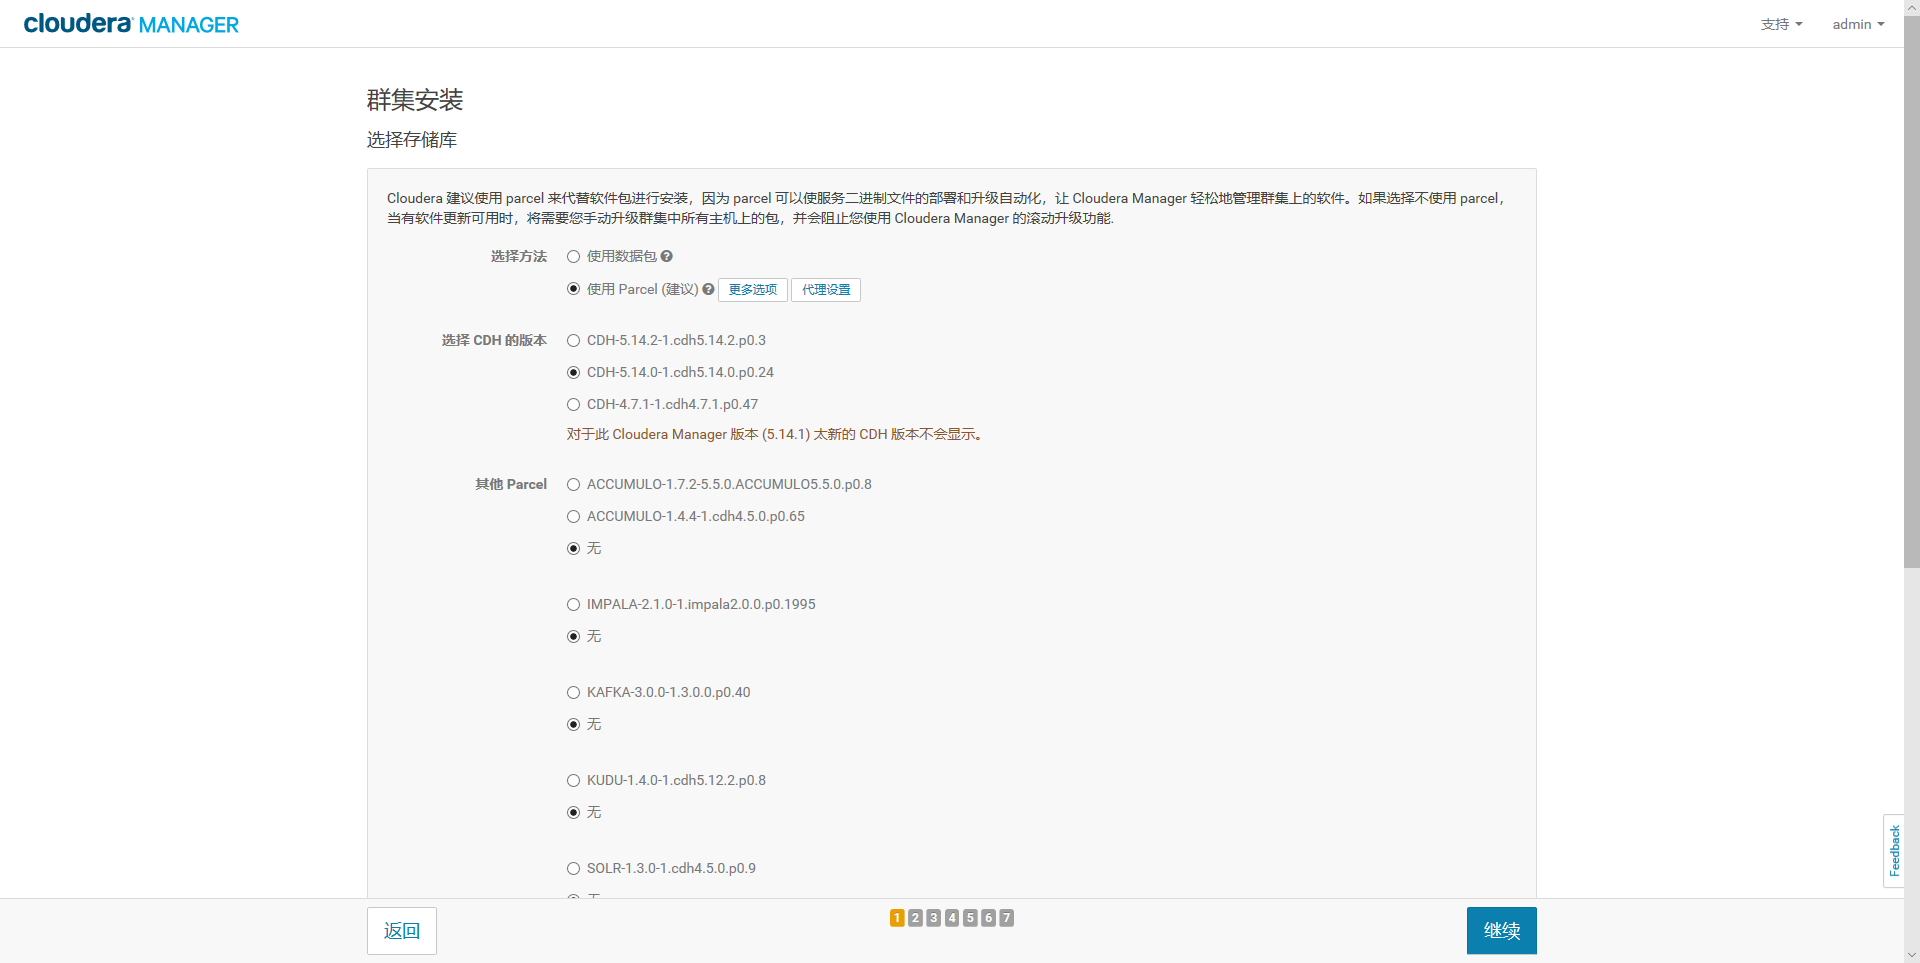 cloudera MANAGER
支持
admin
群集安装
选择存储库
Cloudera 建议使用 parcel 来代替软件包进行安装，因为 parcel 可以使服务二进制文件的部署和升级自动化，让 Cloudera Manager 轻松地管理群集上的软件。如果选择不使用 parcel，
当有软件更新可用时，将需要您手动升级群集中所有主机上的包，并会阻止您使用 Cloudera Manager 的滚动升级功能.
选择方法 使用数据包 ?
使用 Parcel (建议) ? 更多选项 代理设置
选择 CDH 的版本 CDH-5.14.2-1.cdh5.14.2.p0.3
CDH-5.14.0-1.cdh5.14.0.p0.24
CDH-4.7.1-1.cdh4.7.1.p0.47
对于此 Cloudera Manager 版本 (5.14.1) 太新的 CDH 版本不会显示。
其他 Parcel ACCUMULO-1.7.2-5.5.0.ACCUMULO5.5.0.p0.8
ACCUMULO-1.4.4-1.cdh4.5.0.p0.65
无
IMPALA-2.1.0-1.impala2.0.0.p0.1995
无
KAFKA-3.0.0-1.3.0.0.p0.40
无
KUDU-1.4.0-1.cdh5.12.2.p0.8
无
SOLR-1.3.0-1.cdh4.5.0.p0.9
Feedback
返回
1 2 3 4 5 6 7
继续